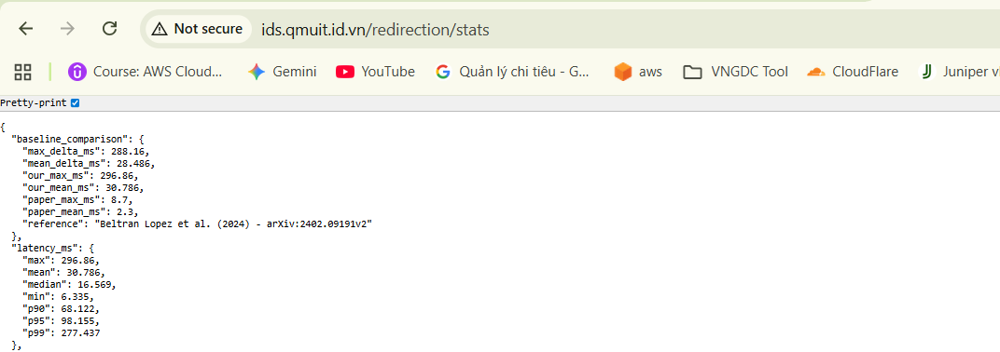 Not secure ids.qmuit.id.vn/redirection/stats
Course: AWS Cloud... Gemini YouTube Quản lý chi tiêu - G... aws VNGDC Tool CloudFlare Juniper v
Pretty-print
{
"baseline_comparison": {
"max_delta_ms": 288.16,
"mean_delta_ms": 28.486,
"our_max_ms": 296.86,
"our_mean_ms": 30.786,
"paper_max_ms": 8.7,
"paper_mean_ms": 2.3,
"reference": "Beltran Lopez et al. (2024) - arXiv:2402.09191v2"
},
"latency_ms": {
"max": 296.86,
"mean": 30.786,
"median": 16.569,
"min": 6.335,
"p90": 68.122,
"p95": 98.155,
"p99": 277.437
},